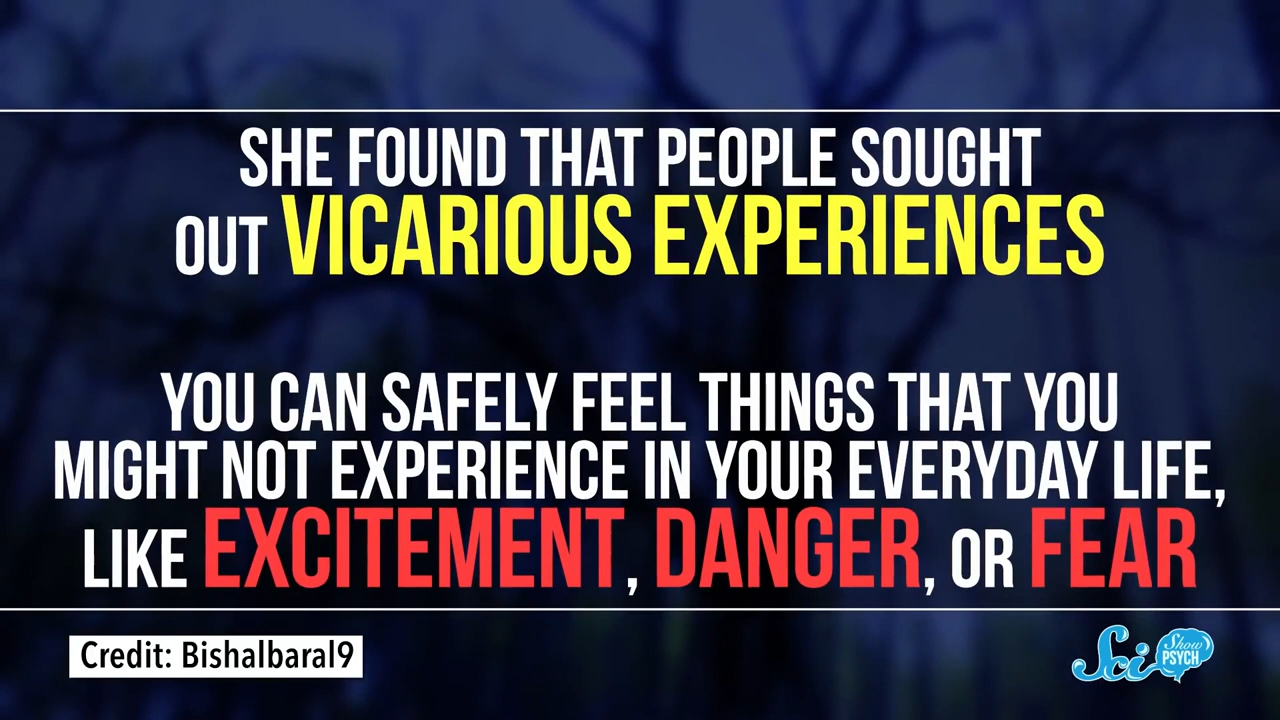 SHE FOUND THAT PEOPLE SOUGHT
OUT VICARIOUS EXPERIENCES
YOU CAN SAFELY FEEL THINGS THAT YOU
MIGHT NOT EXPERIENCE IN YOUR EVERYDAY LIFE,
LIKE EXCITEMENT, DANGER, OR FEAR
Credit: Bishalbaral9
Sci Show
PSYCH